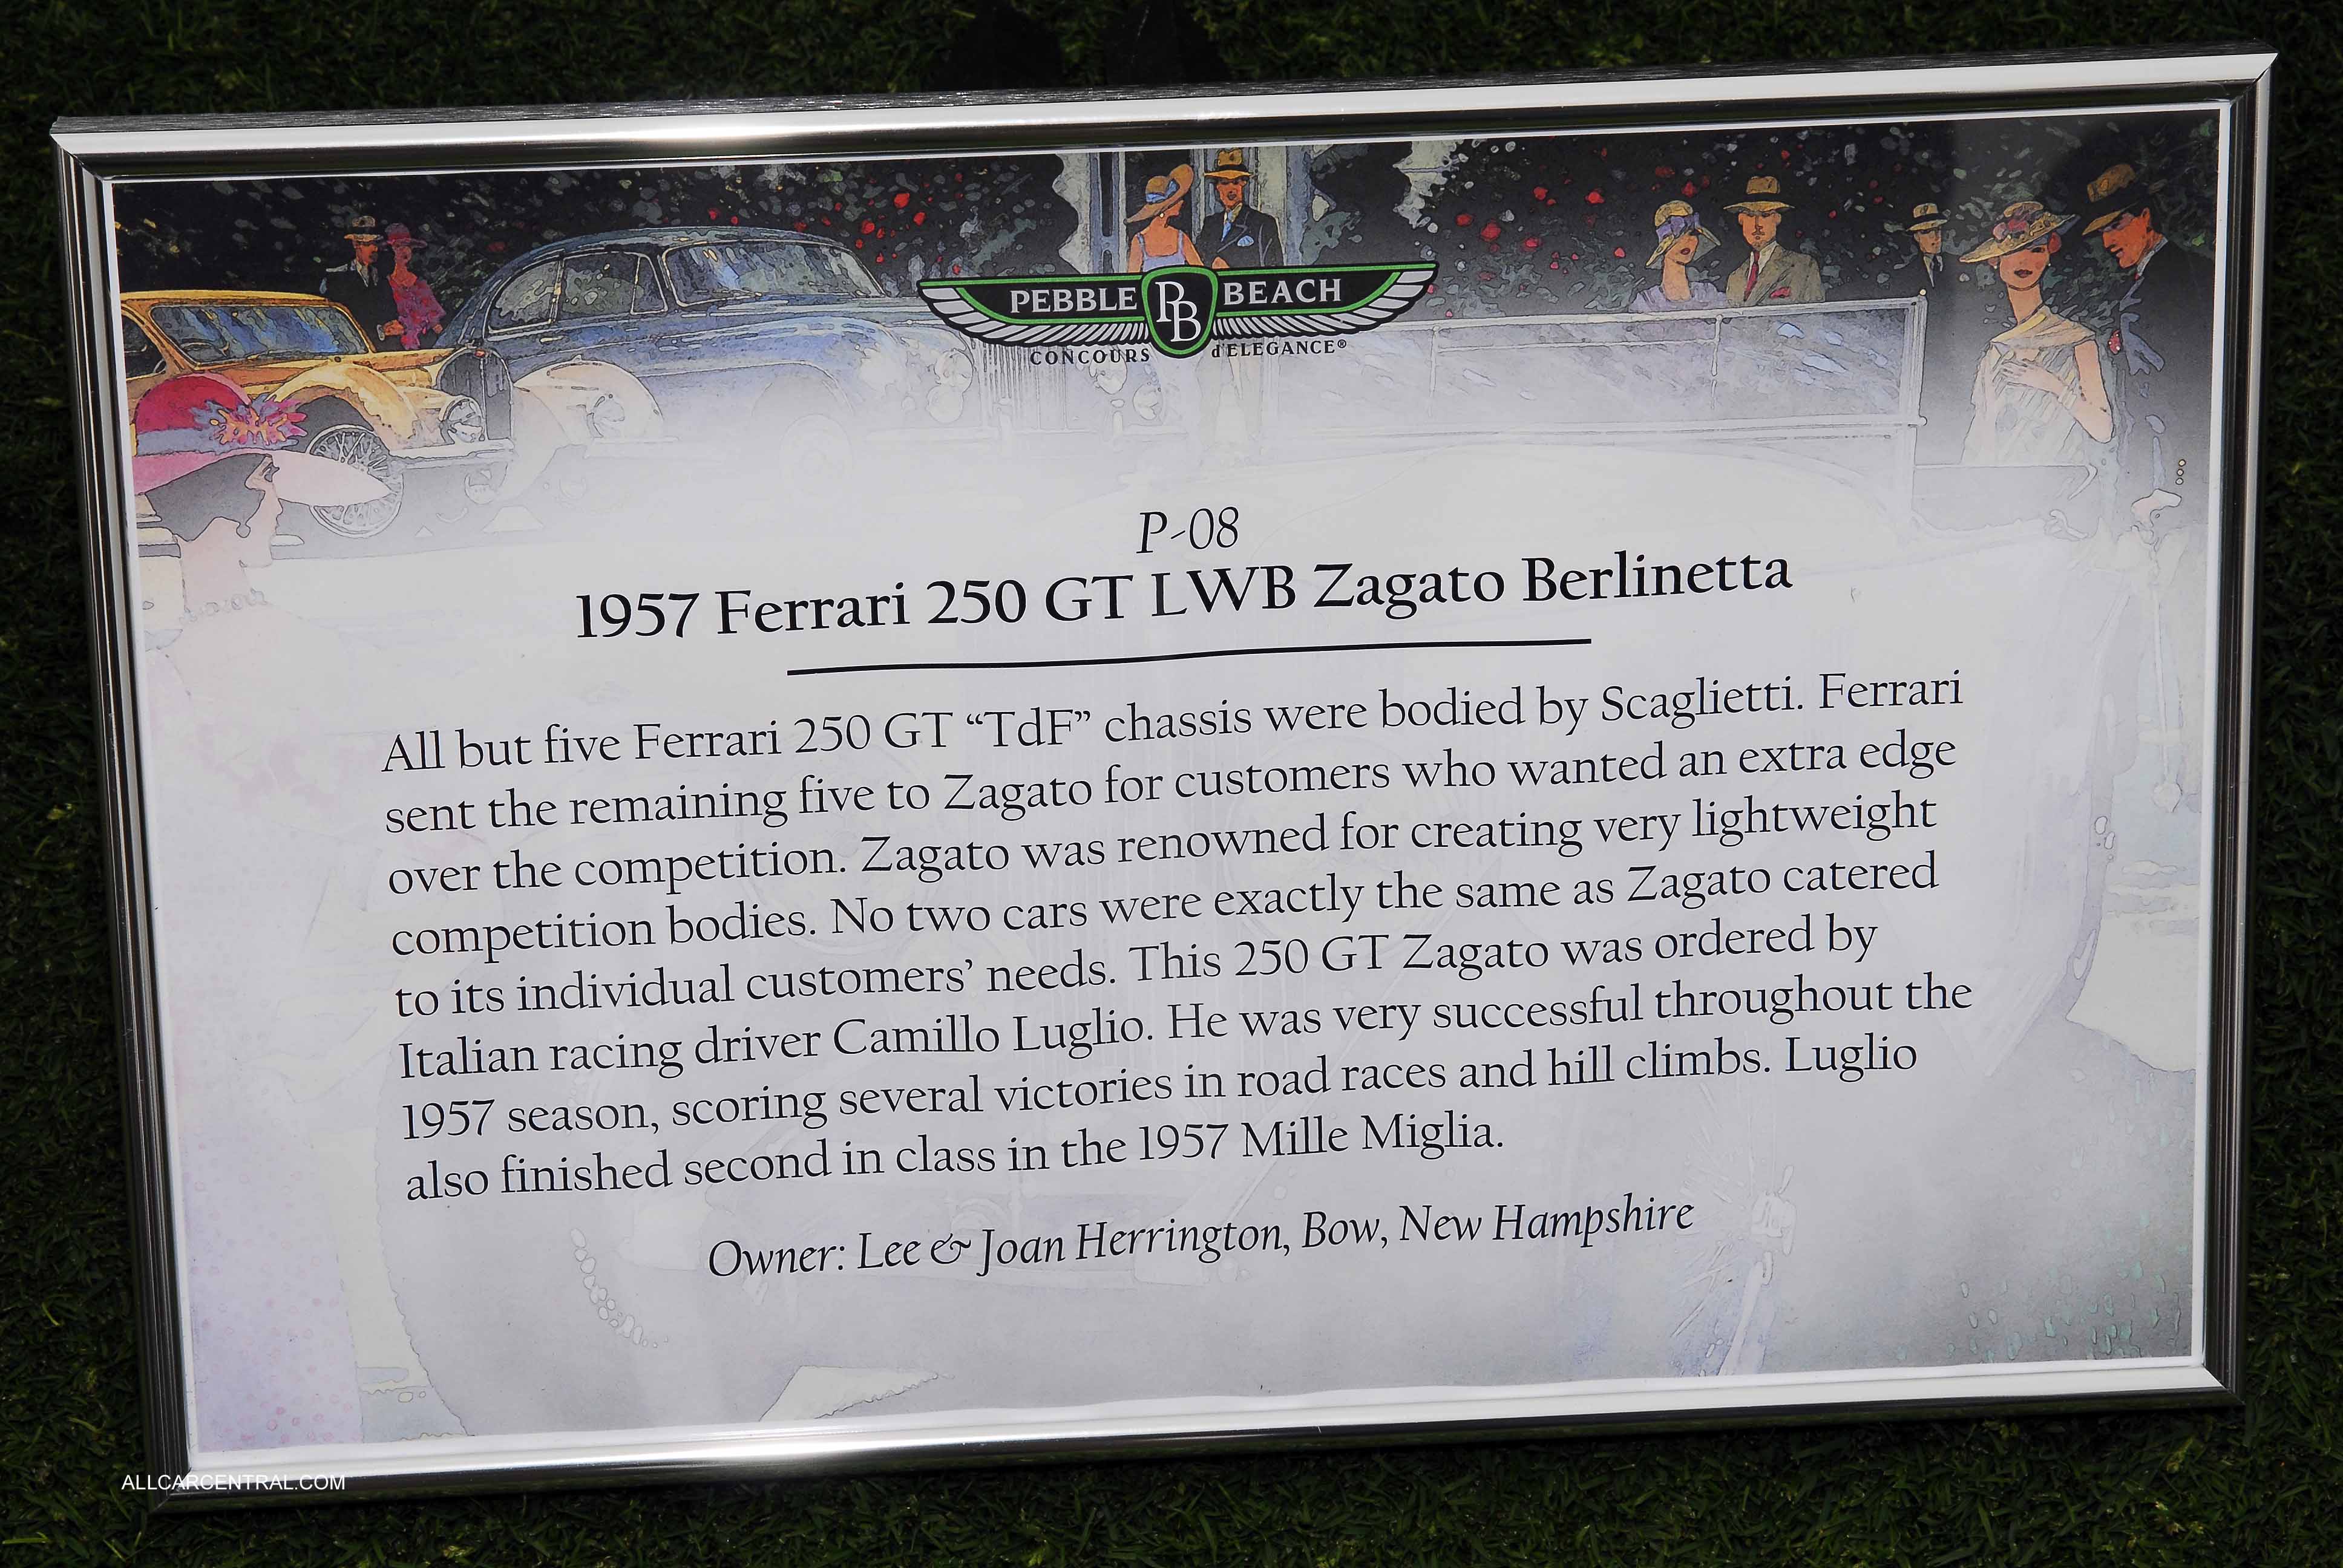 PEBBLE PB BEACH
CONCOURS d'ELEGANCE®
P-08
1957 Ferrari 250 GT LWB Zagato Berlinetta
All but five Ferrari 250 GT “TdF” chassis were bodied by Scaglietti. Ferrari
sent the remaining five to Zagato for customers who wanted an extra edge
over the competition. Zagato was renowned for creating very lightweight
competition bodies. No two cars were exactly the same as Zagato catered
to its individual customers’ needs. This 250 GT Zagato was ordered by
Italian racing driver Camillo Luglio. He was very successful throughout the
1957 season, scoring several victories in road races and hill climbs. Luglio
also finished second in class in the 1957 Mille Miglia.
Owner: Lee & Joan Herrington, Bow, New Hampshire
ALLCARCENTRAL.COM